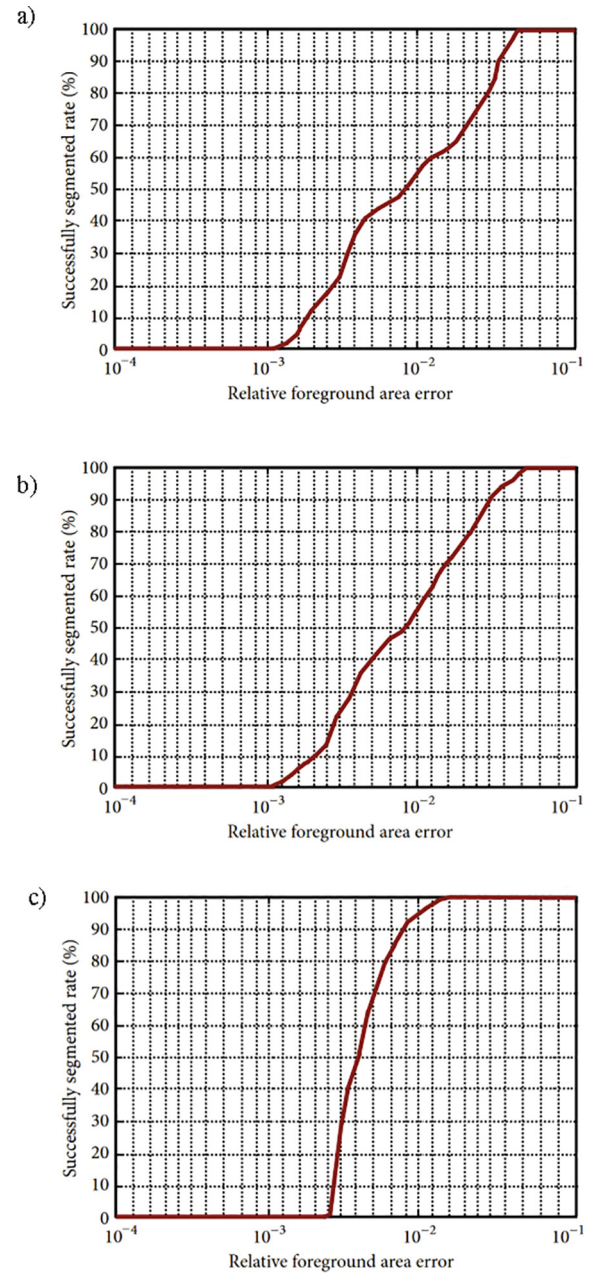 a)
100
90
80
70
60
50
40
30
20
10
0
Successfully segmented rate (%)
10⁻⁴ 10⁻³ 10⁻² 10⁻¹
Relative foreground area error
b)
100
90
80
70
60
50
40
30
20
10
0
Successfully segmented rate (%)
10⁻⁴ 10⁻³ 10⁻² 10⁻¹
Relative foreground area error
c)
100
90
80
70
60
50
40
30
20
10
0
Successfully segmented rate (%)
10⁻⁴ 10⁻³ 10⁻² 10⁻¹
Relative foreground area error